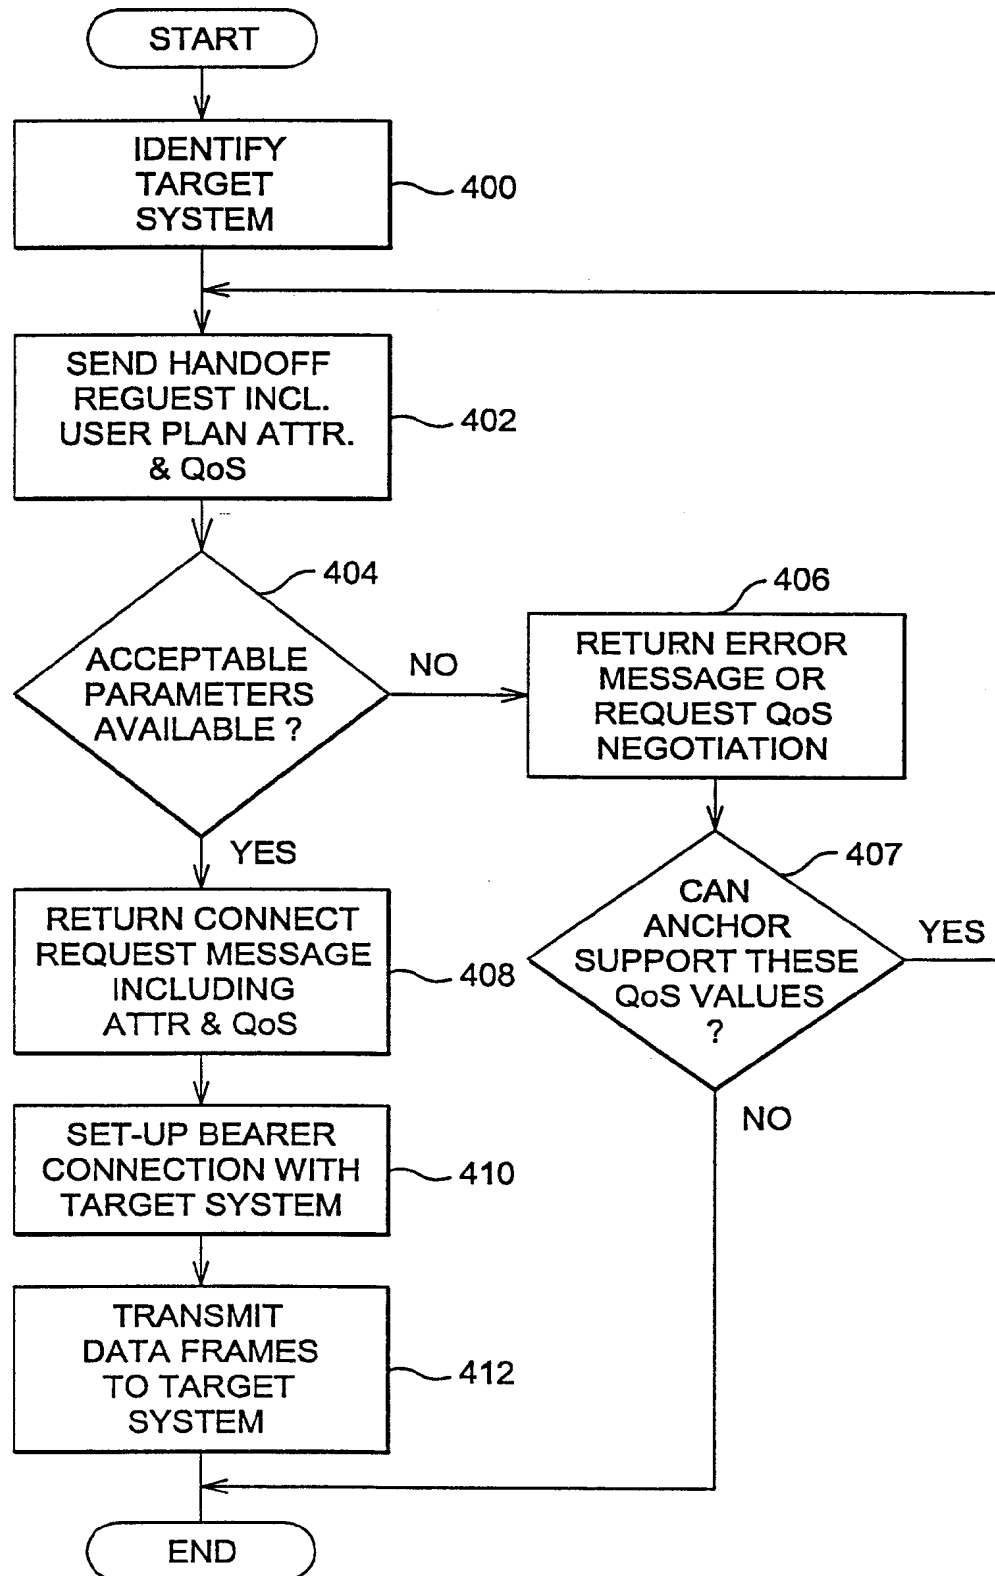 START
IDENTIFY
TARGET
SYSTEM
400
SEND HANDOFF
REGUEST INCL.
USER PLAN ATTR.
& QoS
402
404
ACCEPTABLE
PARAMETERS
AVAILABLE ?
NO
406
RETURN ERROR
MESSAGE OR
REQUEST QoS
NEGOTIATION
YES
407
CAN
ANCHOR
SUPPORT THESE
QoS VALUES
?
YES
NO
RETURN CONNECT
REQUEST MESSAGE
INCLUDING
ATTR & QoS
408
SET-UP BEARER
CONNECTION WITH
TARGET SYSTEM
410
TRANSMIT
DATA FRAMES
TO TARGET
SYSTEM
412
END